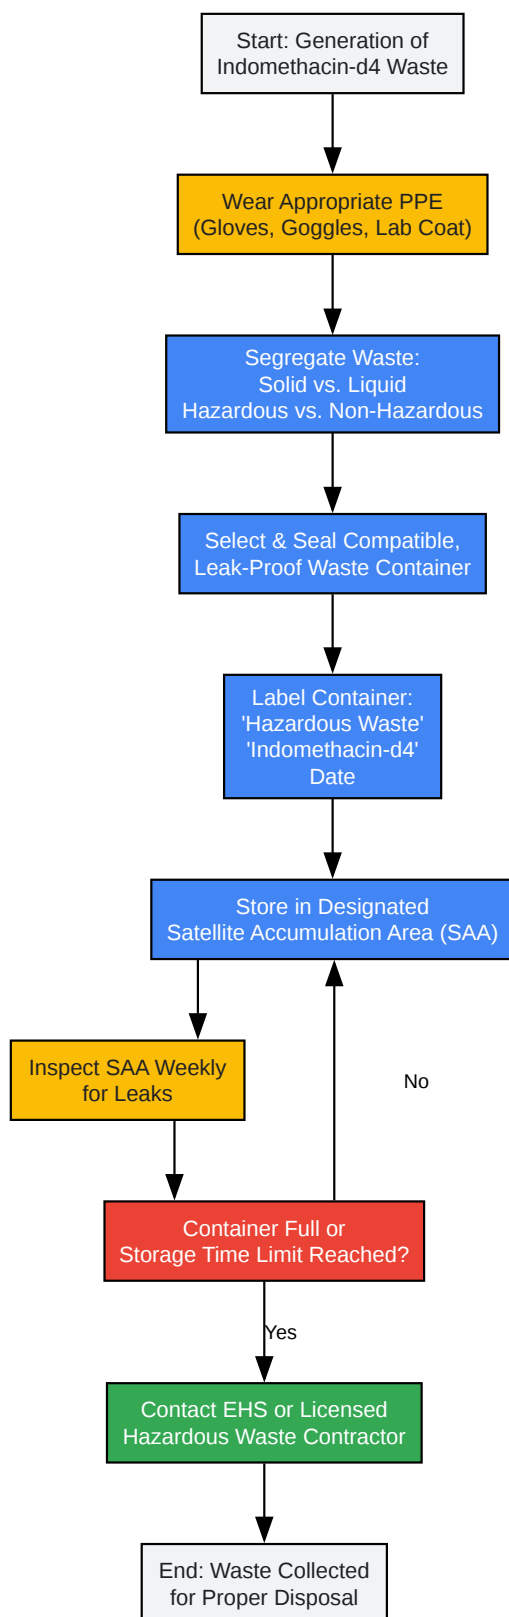 Start: Generation of
Indomethacin-d4 Waste
Wear Appropriate PPE
(Gloves, Goggles, Lab Coat)
Segregate Waste:
Solid vs. Liquid
Hazardous vs. Non-Hazardous
Select & Seal Compatible,
Leak-Proof Waste Container
Label Container:
'Hazardous Waste'
'Indomethacin-d4'
Date
Store in Designated
Satellite Accumulation Area (SAA)
Inspect SAA Weekly
for Leaks
No
Container Full or
Storage Time Limit Reached?
Yes
Contact EHS or Licensed
Hazardous Waste Contractor
End: Waste Collected
for Proper Disposal